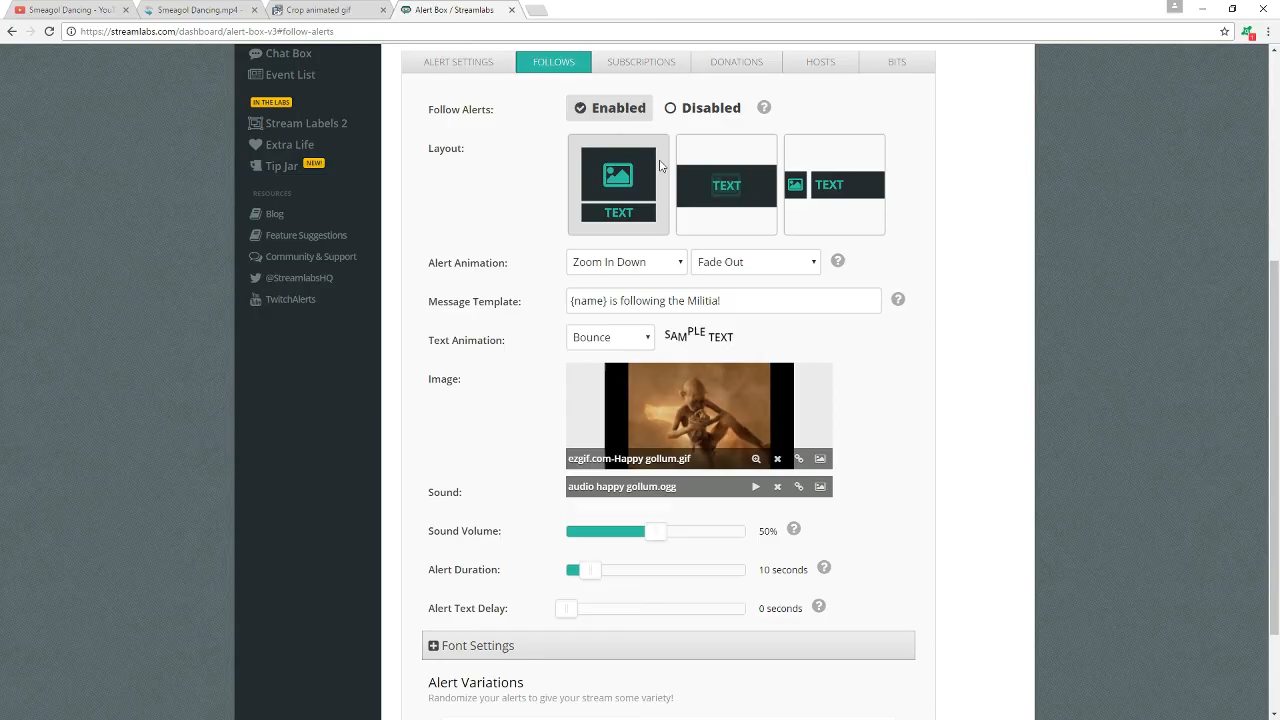 Smeagol Dancing - You
Smeagol Dancing.mp4 -
Crop animated gif
Alert Box / Streamlabs
https://streamlabs.com/dashboard/alert-box-v3#follow-alerts
Chat Box
Event List
IN THE LABS
Stream Labels 2
Extra Life
Tip Jar NEW!
RESOURCES
Blog
Feature Suggestions
Community & Support
@StreamlabsHQ
TwitchAlerts
ALERT SETTINGS FOLLOWS SUBSCRIPTIONS DONATIONS HOSTS BITS
Follow Alerts: Enabled Disabled ?
Layout:
TEXT
TEXT
TEXT
Alert Animation: Zoom In Down Fade Out ?
Message Template: {name} is following the Militia! ?
Text Animation: Bounce SAMPLE TEXT
Image:
ezgif.com-Happy gollum.gif
Sound: audio happy gollum.ogg
Sound Volume: 50% ?
Alert Duration: 10 seconds ?
Alert Text Delay: 0 seconds ?
Font Settings
Alert Variations
Randomize your alerts to give your stream some variety!